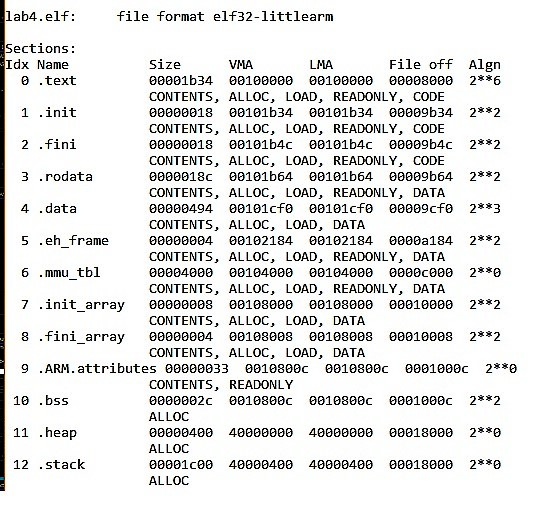 lab4.elf:     file format elf32-littlearm
Sections:
Idx Name          Size      VMA       LMA       File off  Algn
  0 .text         00001b34  00100000  00100000  00008000  2**6
                  CONTENTS, ALLOC, LOAD, READONLY, CODE
  1 .init         00000018  00101b34  00101b34  00009b34  2**2
                  CONTENTS, ALLOC, LOAD, READONLY, CODE
  2 .fini         00000018  00101b4c  00101b4c  00009b4c  2**2
                  CONTENTS, ALLOC, LOAD, READONLY, CODE
  3 .rodata       0000018c  00101b64  00101b64  00009b64  2**2
                  CONTENTS, ALLOC, LOAD, READONLY, DATA
  4 .data         00000494  00101cf0  00101cf0  00009cf0  2**3
                  CONTENTS, ALLOC, LOAD, DATA
  5 .eh_frame     00000004  00102184  00102184  0000a184  2**2
                  CONTENTS, ALLOC, LOAD, READONLY, DATA
  6 .mmu_tbl      00004000  00104000  00104000  0000c000  2**0
                  CONTENTS, ALLOC, LOAD, READONLY, DATA
  7 .init_array   00000008  00108000  00108000  00010000  2**2
                  CONTENTS, ALLOC, LOAD, DATA
  8 .fini_array   00000004  00108008  00108008  00010008  2**2
                  CONTENTS, ALLOC, LOAD, DATA
  9 .ARM.attributes 00000033  0010800c  0010800c  0001000c  2**0
                  CONTENTS, READONLY
 10 .bss          0000002c  0010800c  0010800c  0001000c  2**2
                  ALLOC
 11 .heap         00000400  40000000  40000000  00018000  2**0
                  ALLOC
 12 .stack        00001c00  40000400  40000400  00018000  2**0
                  ALLOC